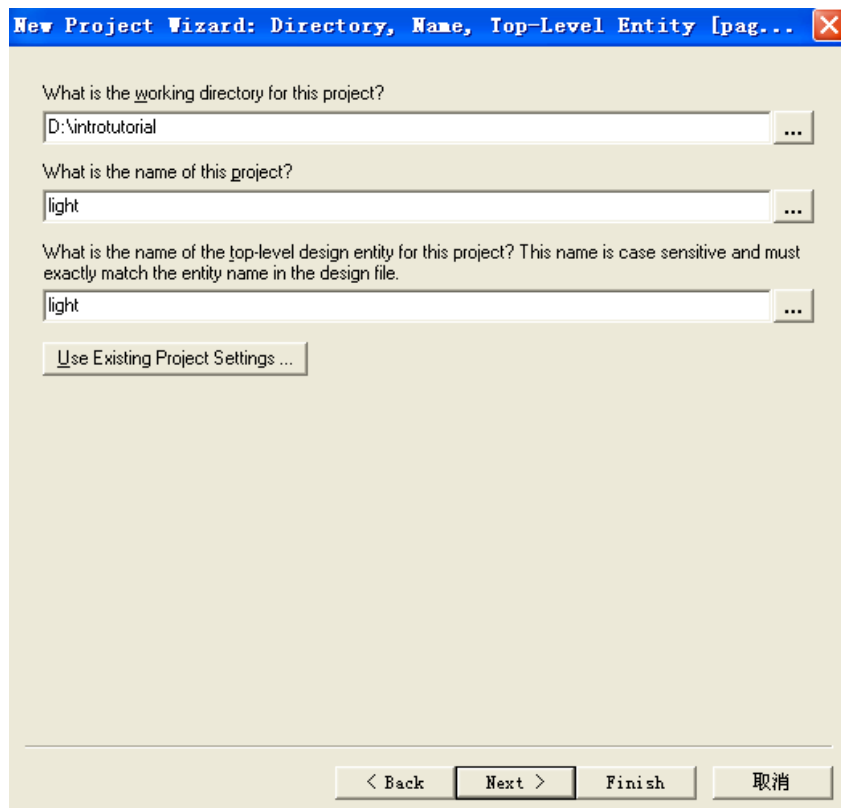 New Project Wizard: Directory, Name, Top-Level Entity [pag...
What is the working directory for this project?
D:\introtutorial
...
What is the name of this project?
light
...
What is the name of the top-level design entity for this project? This name is case sensitive and must
exactly match the entity name in the design file.
light
...
Use Existing Project Settings ...
< Back
Next >
Finish
取消